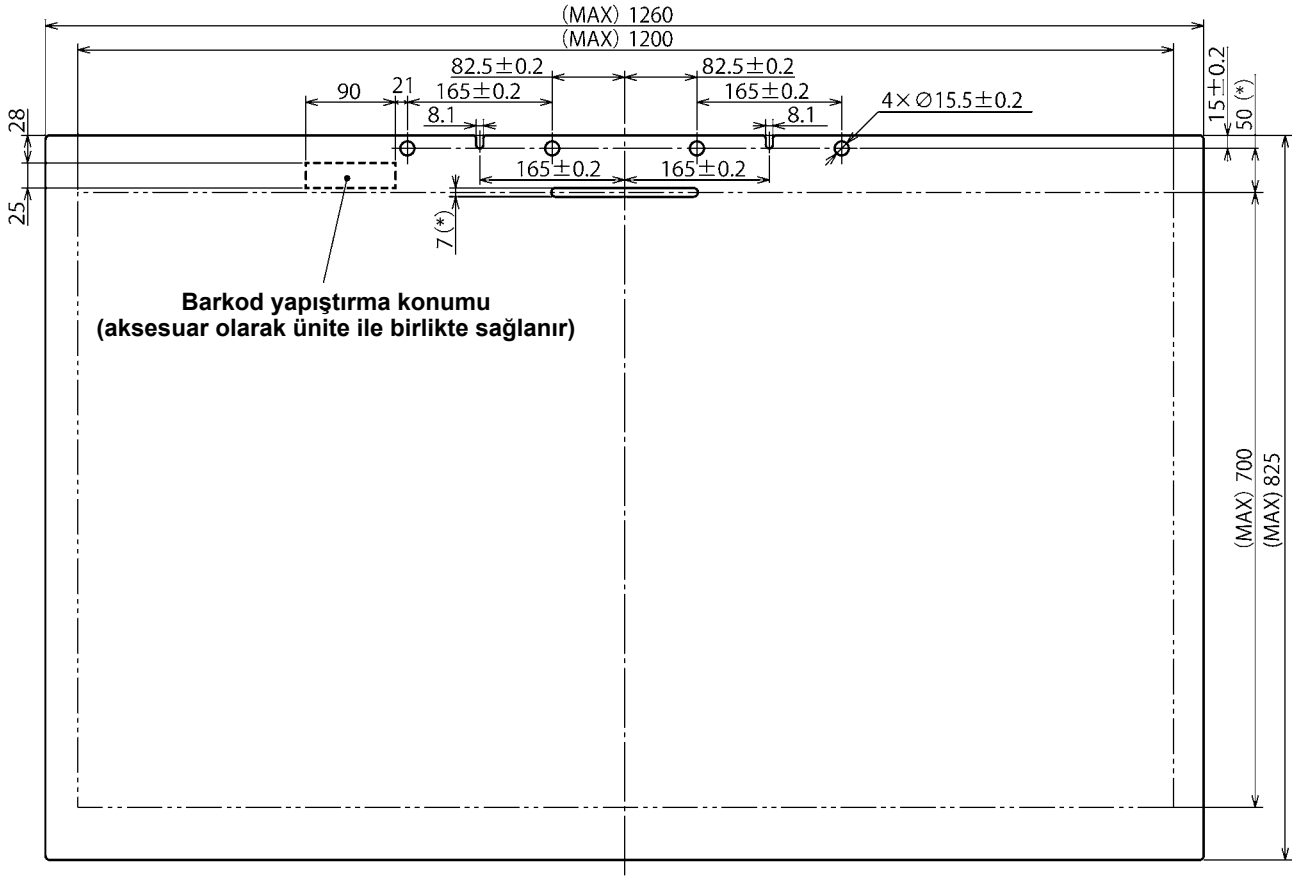 (MAX) 1260
(MAX) 1200
82.5±0.2
82.5±0.2
90
21
165±0.2
165±0.2
4×∅15.5±0.2
15±0.2
50 (*)
28
8.1
8.1
165±0.2
165±0.2
25
7 (*)
Barkod yapıştırma konumu
(aksesuar olarak ünite ile birlikte sağlanır)
(MAX) 700
(MAX) 825